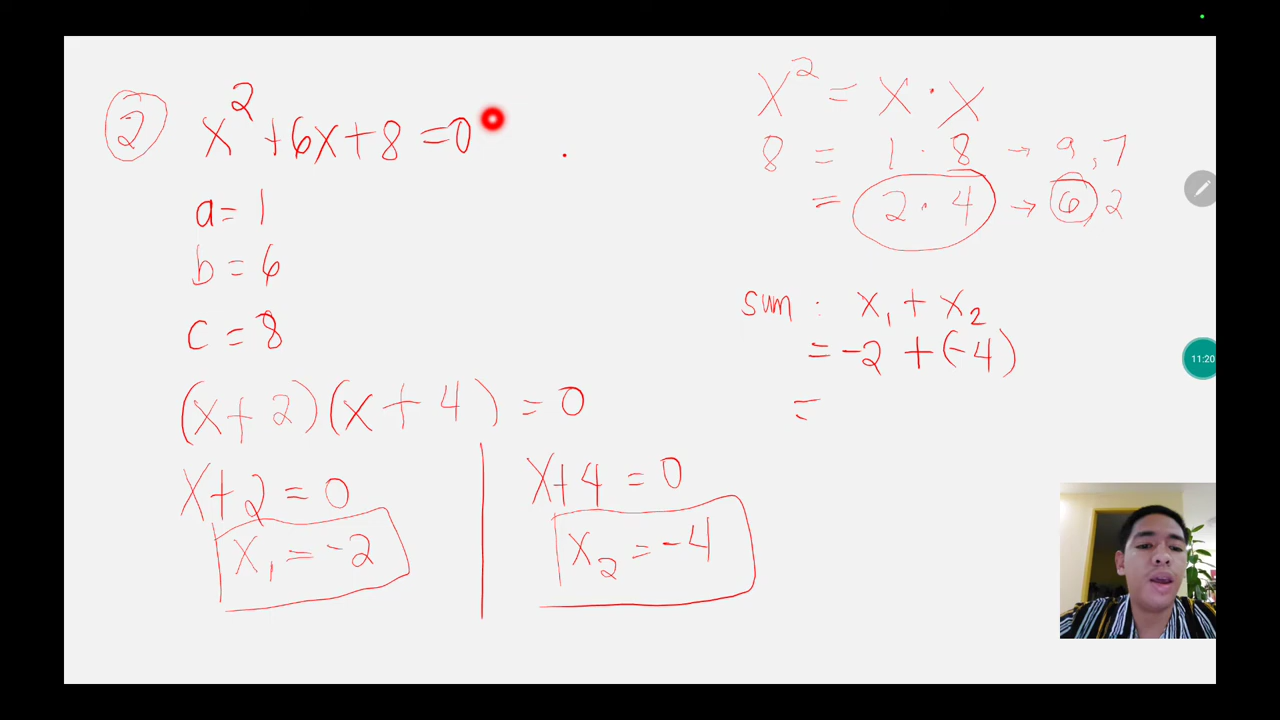 ② x² + 6x + 8 = 0
a = 1
b = 6
c = 8
(x + 2)(x + 4) = 0
x + 2 = 0
x₁ = -2
x + 4 = 0
x₂ = -4
x² = x · x
8 = 1 · 8 → 9, 7
= 2 · 4 → 6, 2
sum : x₁ + x₂
= -2 + (-4)
=
11:20